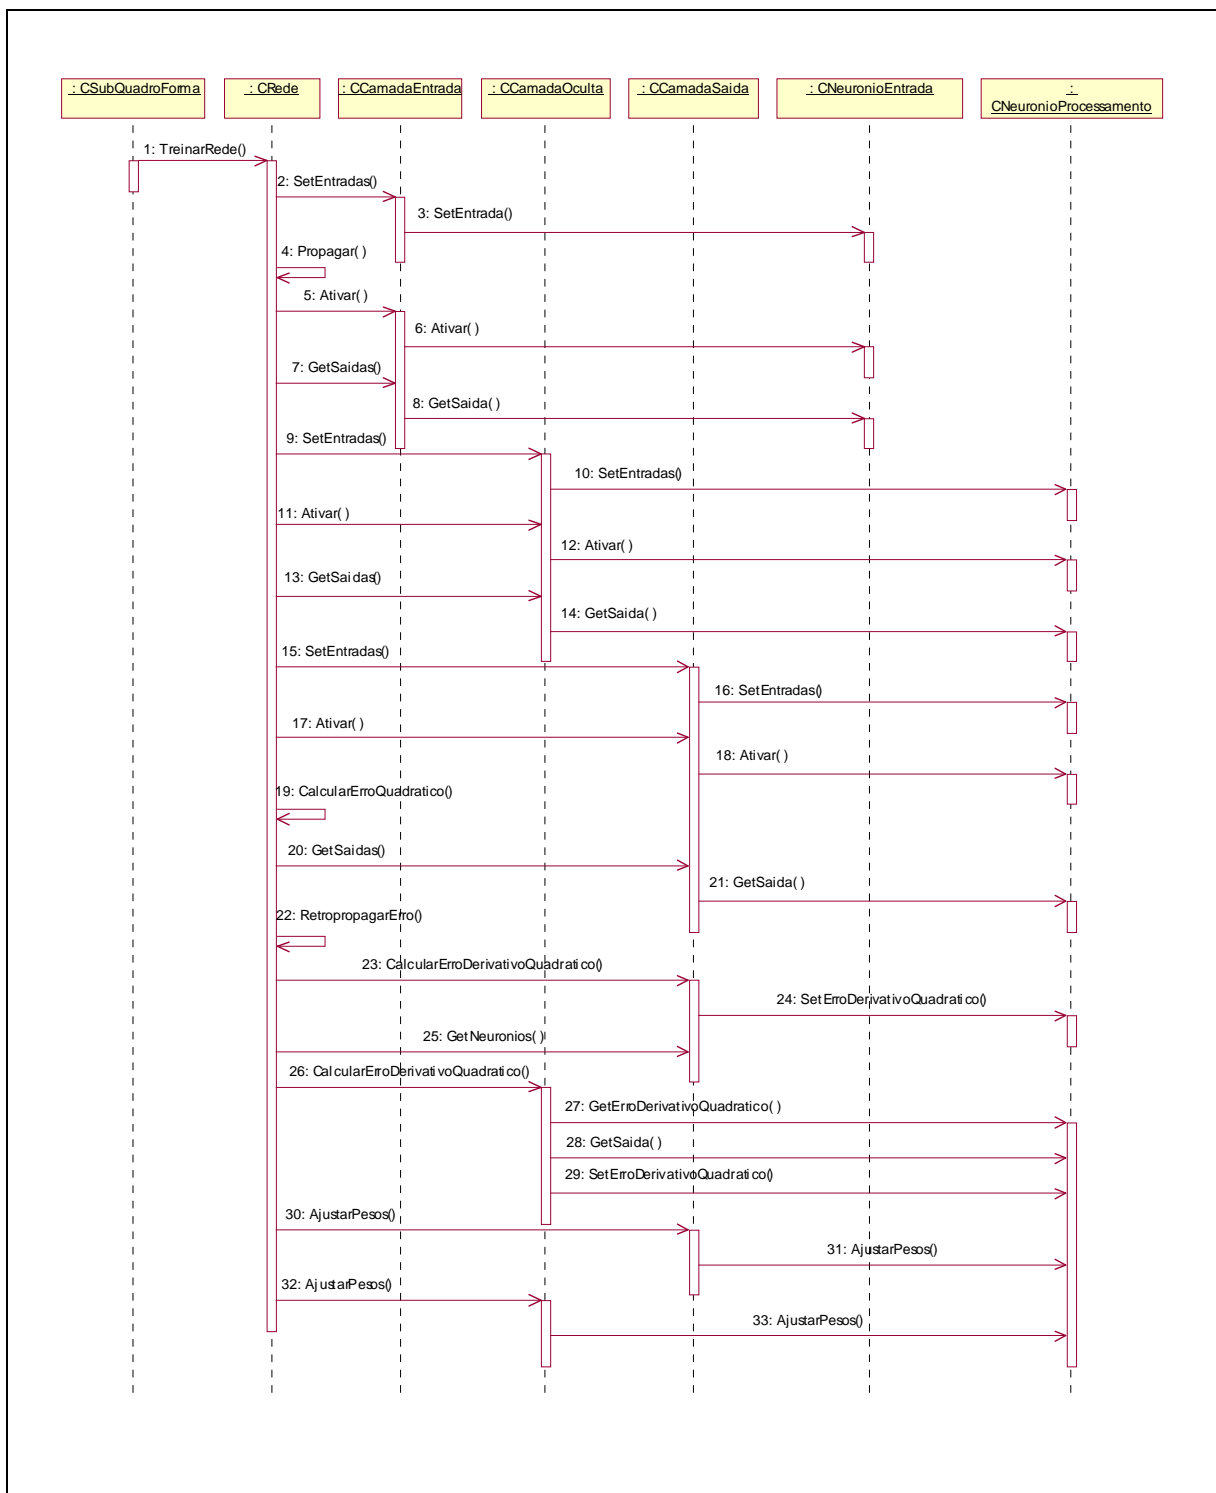 : CSubQuadroForma
: CRede
: CCamadaEntrada
: CCamadaOculta
: CCamadaSaida
: CNeuronioEntrada
:
CNeuronioProcessamento
1: TreinarRede()
2: SetEntradas()
3: SetEntrada()
4: Propagar( )
5: Ativar( )
6: Ativar( )
7: GetSaidas()
8: GetSaida( )
9: SetEntradas()
10: SetEntradas()
11: Ativar( )
12: Ativar( )
13: GetSaidas()
14: GetSaida( )
15: SetEntradas()
16: SetEntradas()
17: Ativar( )
18: Ativar( )
19: CalcularErroQuadratico()
20: GetSaidas()
21: GetSaida( )
22: RetropropagarErro()
23: CalcularErroDerivativoQuadratico()
24: SetErroDerivativoQuadratico()
25: GetNeuronios( )
26: CalcularErroDerivativoQuadratico()
27: GetErroDerivativoQuadratico( )
28: GetSaida( )
29: SetErroDerivativoQuadratico()
30: AjustarPesos()
31: AjustarPesos()
32: AjustarPesos()
33: AjustarPesos()